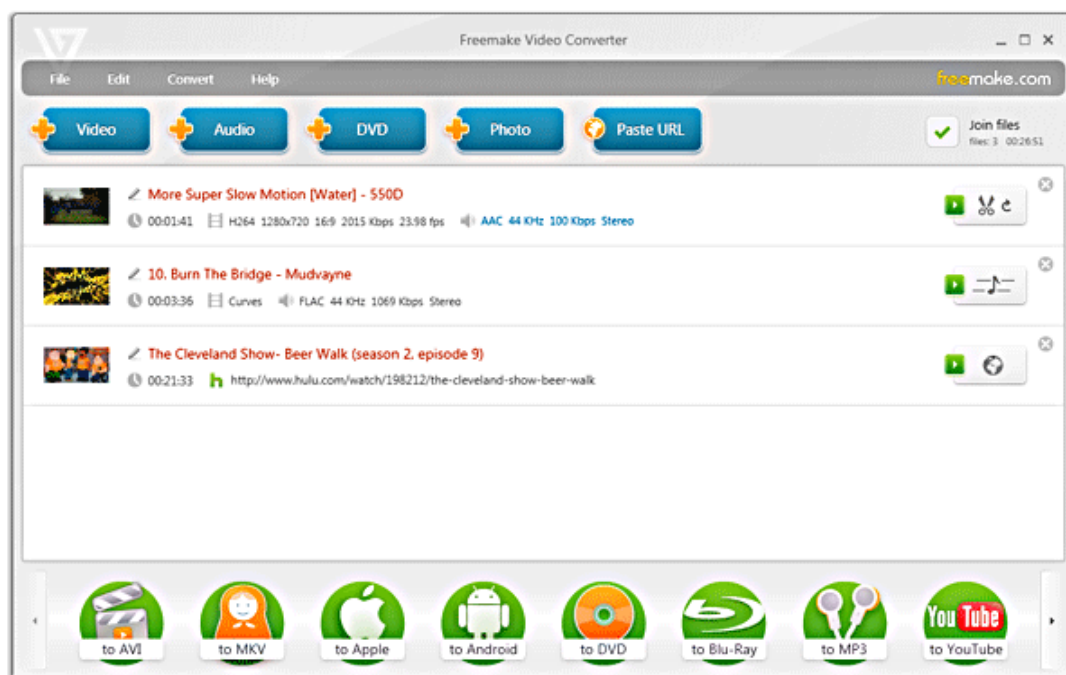 Freemake Video Converter
File Edit Convert Help
freemake.com
Video Audio DVD Photo Paste URL
Join files
files: 3 00:26:51
More Super Slow Motion [Water] - 550D
00:01:41 H264 1280x720 16:9 2015 Kbps 23.98 fps AAC 44 KHz 100 Kbps Stereo
10. Burn The Bridge - Mudvayne
00:03:36 Curves FLAC 44 KHz 1069 Kbps Stereo
The Cleveland Show- Beer Walk (season 2, episode 9)
00:21:33 h http://www.hulu.com/watch/198212/the-cleveland-show-beer-walk
You Tube
to AVI to MKV to Apple to Android to DVD to Blu-Ray to MP3 to YouTube